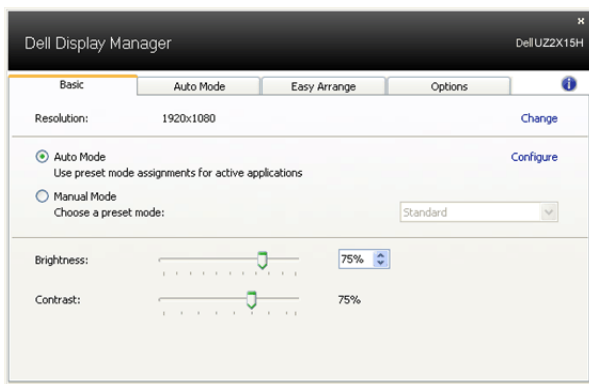 Dell Display Manager
Dell UZ2X15H
Basic
Auto Mode
Easy Arrange
Options
Resolution:
1920x1080
Change
Auto Mode
Configure
Use preset mode assignments for active applications
Manual Mode
Choose a preset mode:
Standard
Brightness:
75%
Contrast:
75%